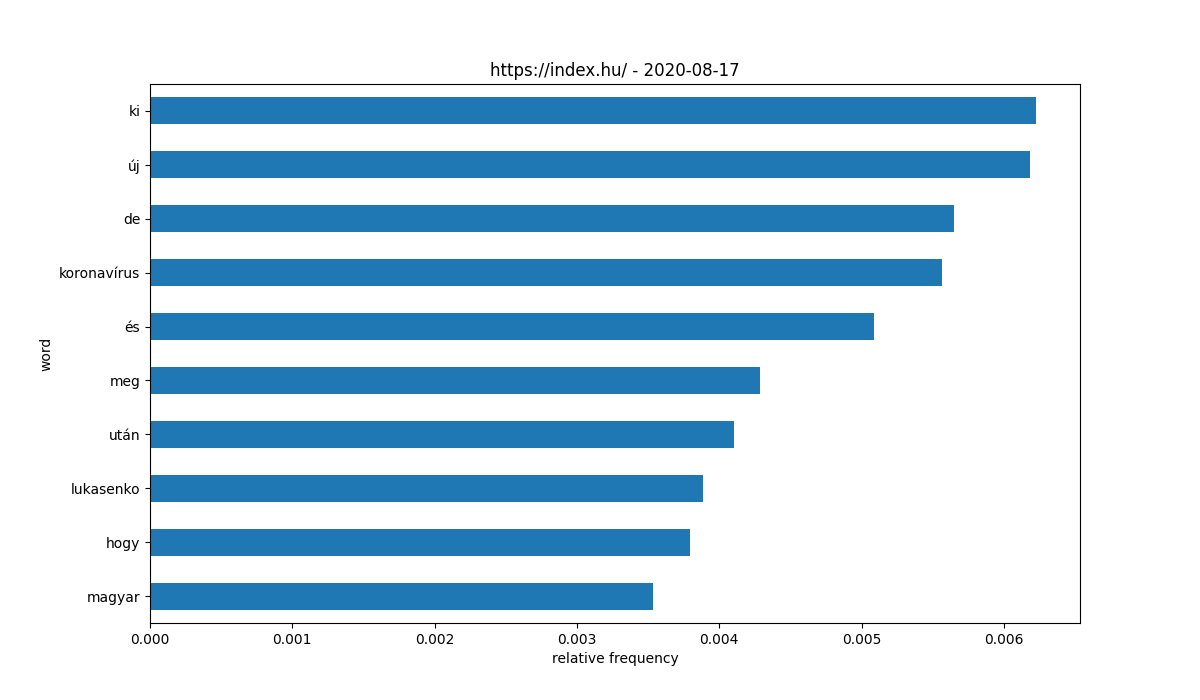 https://index.hu/ - 2020-08-17
ki
új
de
koronavírus
és
meg
után
lukasenko
hogy
magyar
word
0.000 0.001 0.002 0.003 0.004 0.005 0.006
relative frequency